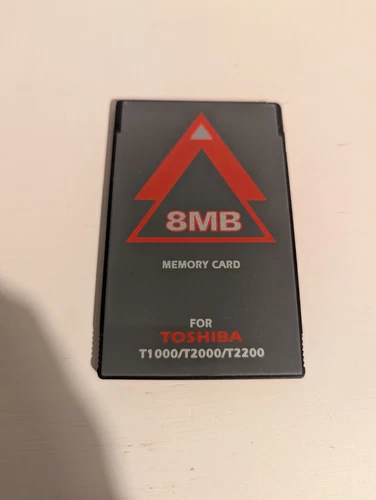 8MB
MEMORY CARD
FOR
TOSHIBA
T1000/T2000/T2200